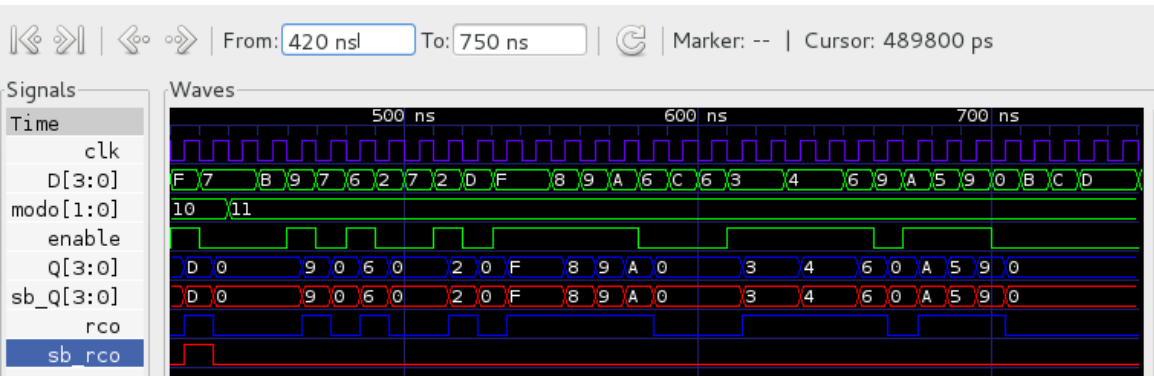 From: 420 ns To: 750 ns Marker: -- | Cursor: 489800 ps
Signals Waves
Time 500 ns 600 ns 700 ns
clk
D[3:0] F 7 B 9 7 6 2 7 2 D F 8 9 A 6 C 6 3 4 6 9 A 5 9 0 B C D
modo[1:0] 10 11
enable
Q[3:0] D 0 9 0 6 0 2 0 F 8 9 A 0 3 4 6 0 A 5 9 0
sb_Q[3:0] D 0 9 0 6 0 2 0 F 8 9 A 0 3 4 6 0 A 5 9 0
rco
sb_rco